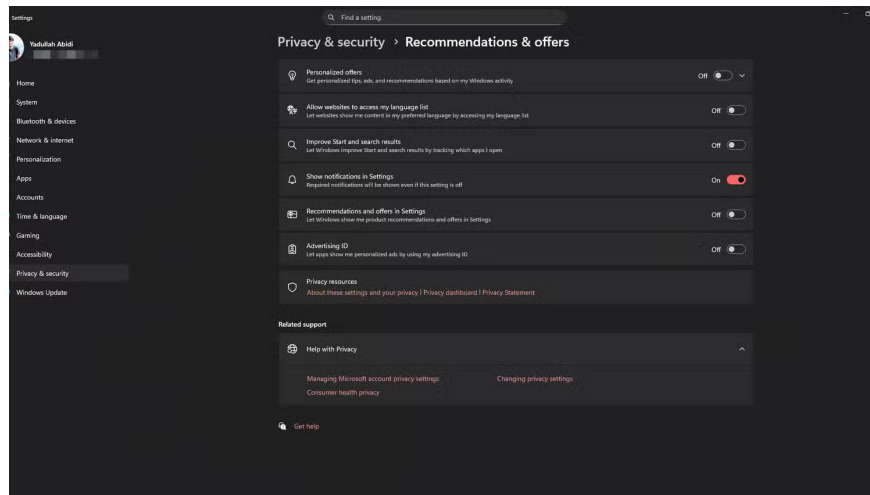 Settings
Find a setting
Yadullah Abidi
Privacy & security > Recommendations & offers
Home
System
Bluetooth & devices
Network & internet
Personalization
Apps
Accounts
Time & language
Gaming
Accessibility
Privacy & security
Windows Update
Personalized offers
Get personalized tips, ads, and recommendations based on my Windows activity
Off
Allow websites to access my language list
Let websites show me content in my preferred language by accessing my language list
Off
Improve Start and search results
Let Windows improve Start and search results by tracking which apps I open
Off
Show notifications in Settings
Required notifications will be shown even if this setting is off
On
Recommendations and offers in Settings
Let Windows show me product recommendations and offers in Settings
Off
Advertising ID
Let apps show me personalized ads by using my advertising ID
Off
Privacy resources
About these settings and your privacy | Privacy dashboard | Privacy Statement
Related support
Help with Privacy
Managing Microsoft account privacy settings
Changing privacy settings
Consumer health privacy
Get help